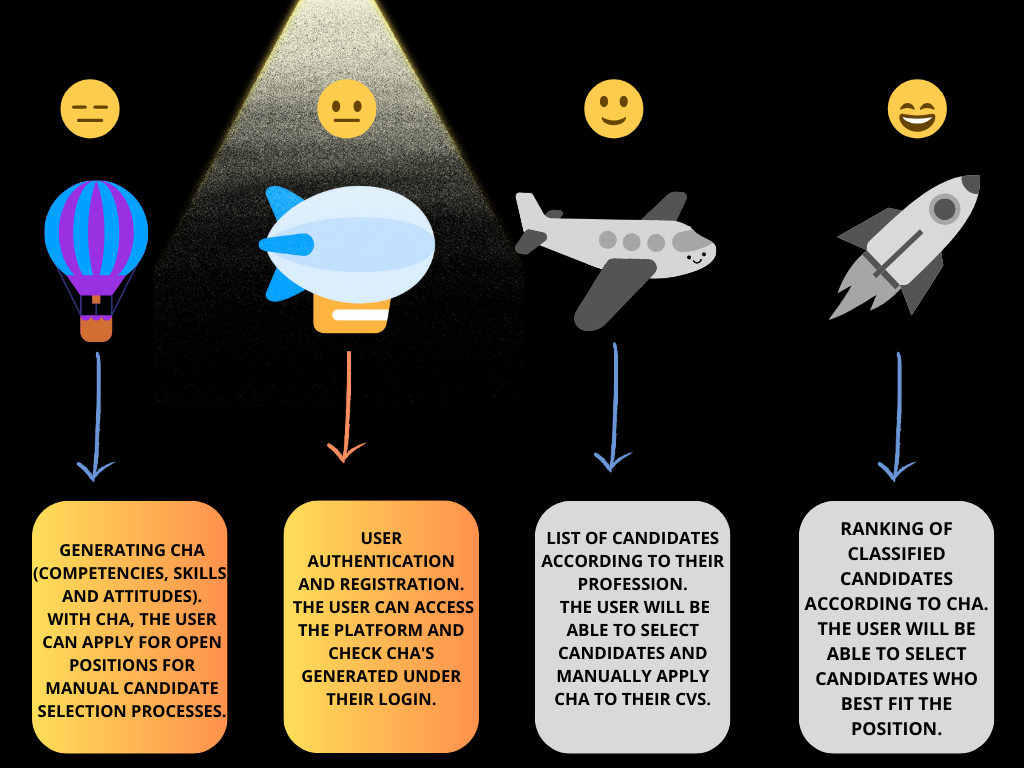 GENERATING CHA
(COMPETENCIES, SKILLS
AND ATTITUDES).
WITH CHA, THE USER
CAN APPLY FOR OPEN
POSITIONS FOR
MANUAL CANDIDATE
SELECTION PROCESSES.
USER
AUTHENTICATION
AND REGISTRATION.
THE USER CAN ACCESS
THE PLATFORM AND
CHECK CHA'S
GENERATED UNDER
THEIR LOGIN.
LIST OF CANDIDATES
ACCORDING TO THEIR
PROFESSION.
THE USER WILL BE
ABLE TO SELECT
CANDIDATES AND
MANUALLY APPLY
CHA TO THEIR CVS.
RANKING OF
CLASSIFIED
CANDIDATES
ACCORDING TO CHA.
THE USER WILL BE
ABLE TO SELECT
CANDIDATES WHO
BEST FIT THE
POSITION.